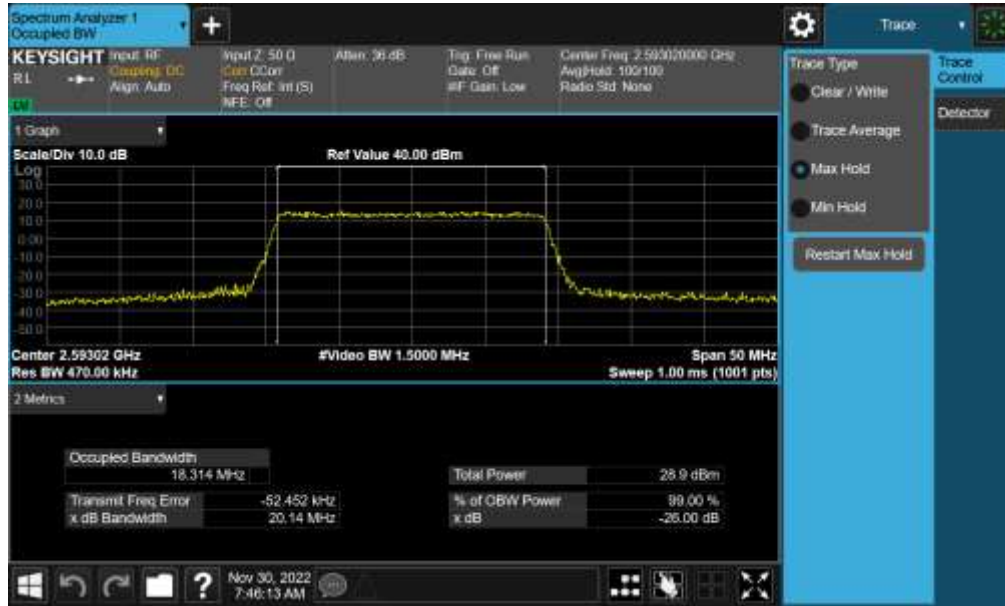 Spectrum Analyzer 1
Occupied BW
+
Trace
KEYSIGHT
Input: RF
Coupling: DC
Align: Auto
Input Z: 50 Ω
Corr CCorr
Freq Ref: Int (S)
NFE: Off
Atten: 36 dB
Trig: Free Run
Gate: Off
#IF Gain: Low
Center Freq: 2.593020000 GHz
Avg|Hold: 100/100
Radio Std: None
1 Graph
Scale/Div 10.0 dB
Ref Value 40.00 dBm
Log
30.0
20.0
10.0
0.00
-10.0
-20.0
-30.0
-40.0
-50.0
Center 2.59302 GHz
#Video BW 1.5000 MHz
Span 50 MHz
Res BW 470.00 kHz
Sweep 1.00 ms (1001 pts)
2 Metrics
Occupied Bandwidth
18.314 MHz
Total Power 28.9 dBm
Transmit Freq Error -52.452 kHz
% of OBW Power 99.00 %
x dB Bandwidth 20.14 MHz
x dB -26.00 dB
Trace Type
Clear / Write
Trace Average
Max Hold
Min Hold
Restart Max Hold
Trace
Control
Detector
?
Nov 30, 2022
7:46:13 AM